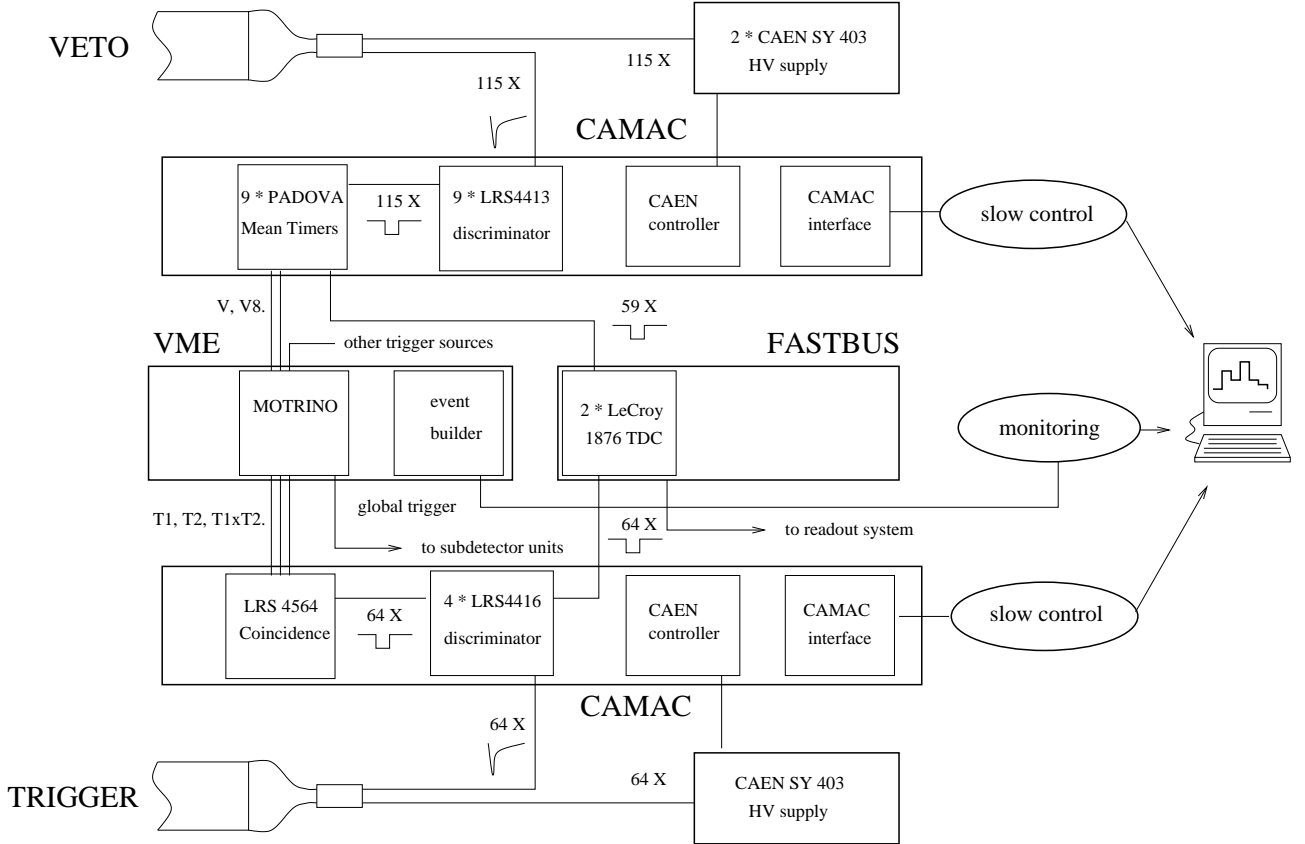 VETO
115 X
2 * CAEN SY 403
HV supply
115 X
CAMAC
9 * PADOVA
Mean Timers
115 X
9 * LRS4413
discriminator
CAEN
controller
CAMAC
interface
slow control
V, V8.
59 X
VME
other trigger sources
FASTBUS
MOTRINO
event
builder
2 * LeCroy
1876 TDC
monitoring
T1, T2, T1xT2.
global trigger
64 X
to readout system
to subdetector units
LRS 4564
Coincidence
64 X
4 * LRS4416
discriminator
CAEN
controller
CAMAC
interface
slow control
CAMAC
64 X
TRIGGER
64 X
CAEN SY 403
HV supply